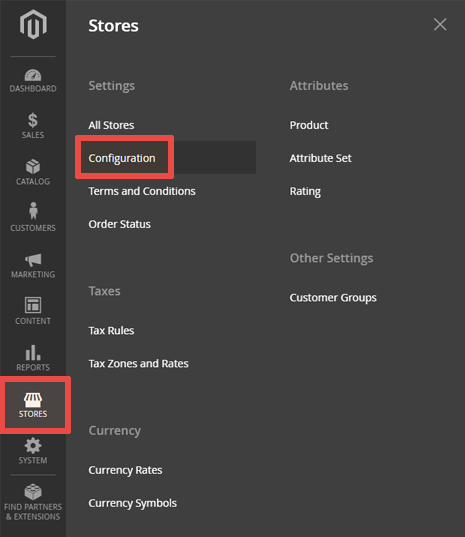 DASHBOARD
SALES
CATALOG
CUSTOMERS
MARKETING
CONTENT
REPORTS
STORES
SYSTEM
FIND PARTNERS
& EXTENSIONS
Stores
Settings
All Stores
Configuration
Terms and Conditions
Order Status
Taxes
Tax Rules
Tax Zones and Rates
Currency
Currency Rates
Currency Symbols
Attributes
Product
Attribute Set
Rating
Other Settings
Customer Groups